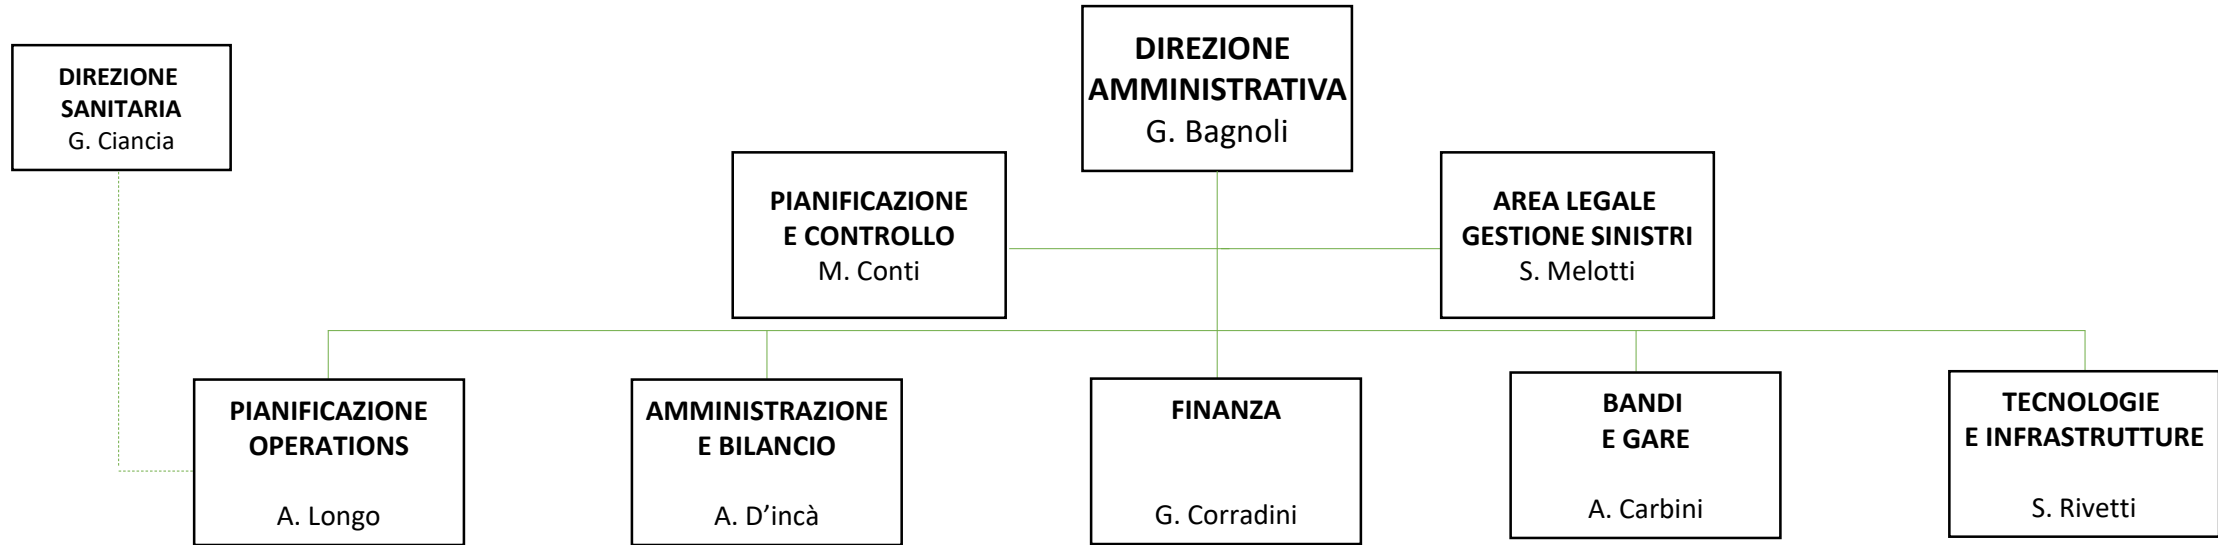 DIREZIONE
SANITARIA
G. Ciancia
DIREZIONE
AMMINISTRATIVA
G. Bagnoli
PIANIFICAZIONE
E CONTROLLO
M. Conti
AREA LEGALE
GESTIONE SINISTRI
S. Melotti
PIANIFICAZIONE
OPERATIONS
A. Longo
AMMINISTRAZIONE
E BILANCIO
A. D’incà
FINANZA
G. Corradini
BANDI
E GARE
A. Carbini
TECNOLOGIE
E INFRASTRUTTURE
S. Rivetti